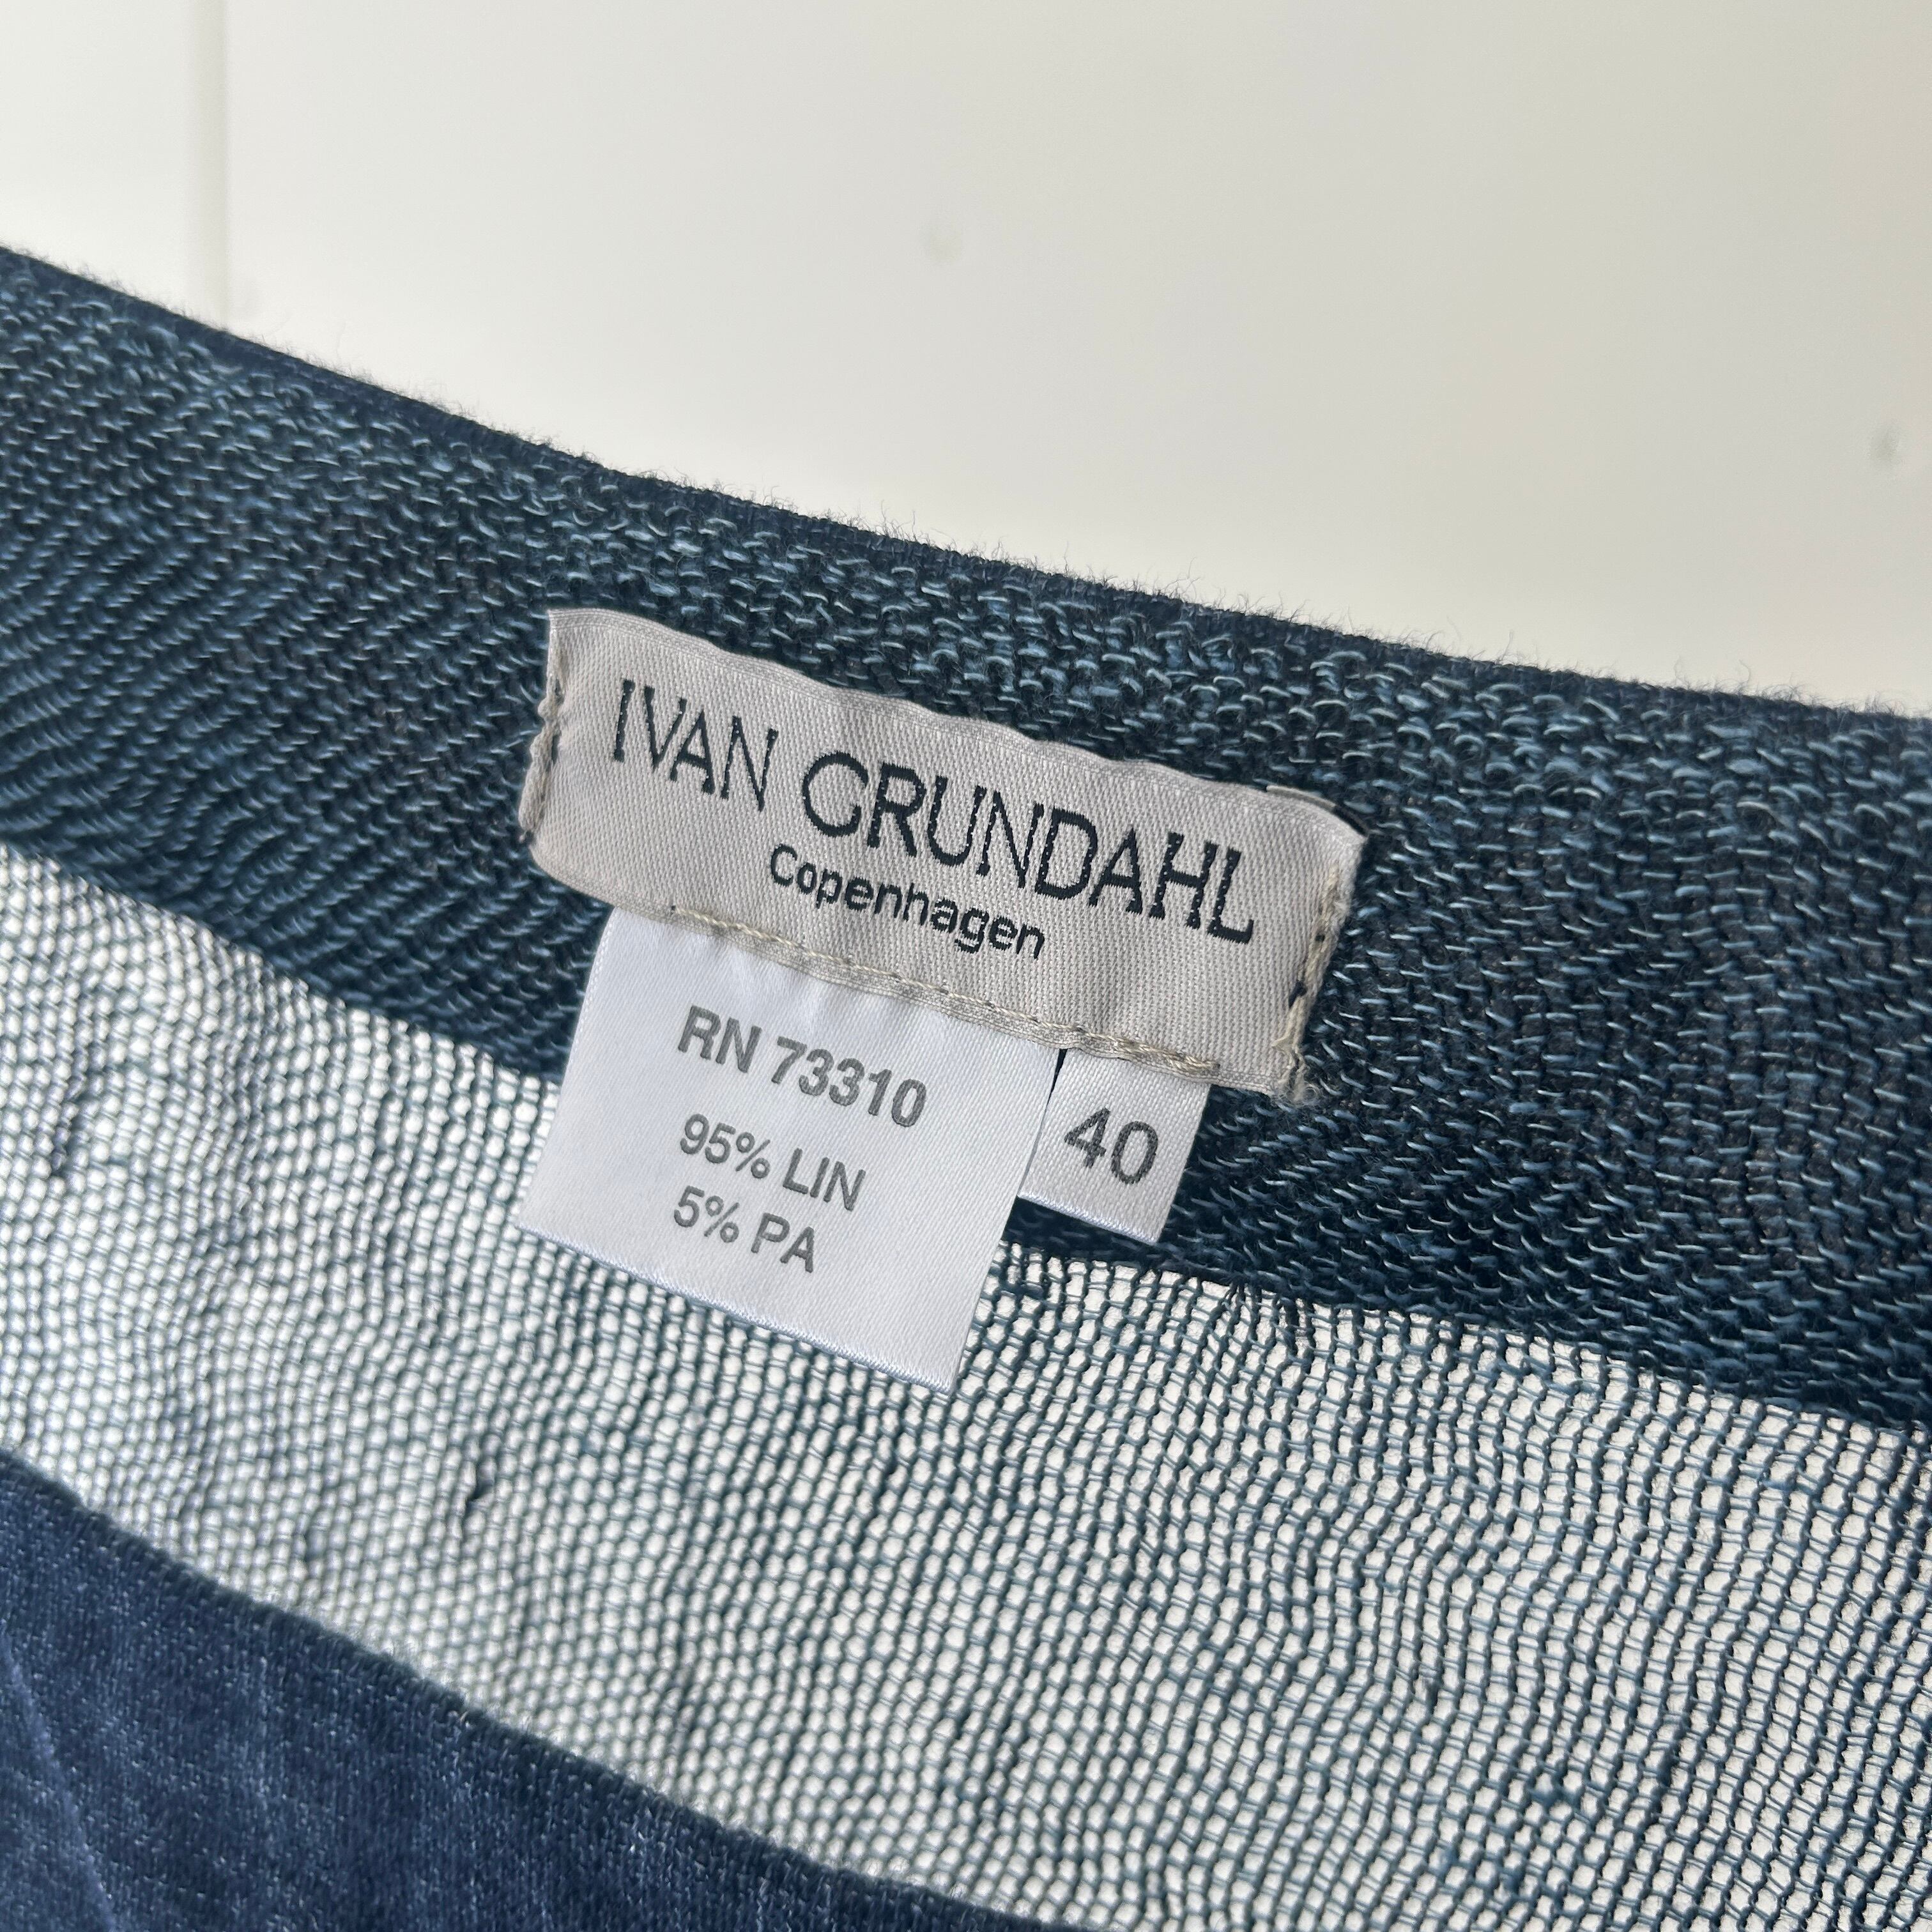 IVAN GRUNDAHL
Copenhagen
RN 73310
95% LIN
5% PA
40